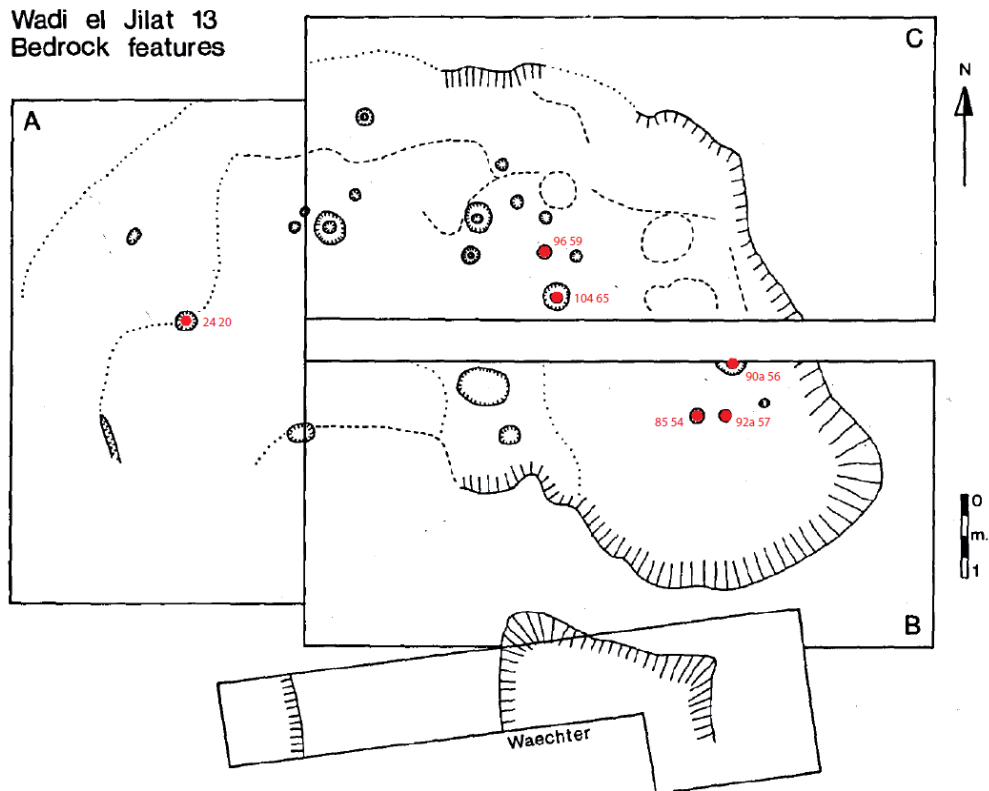 Wadi el Jilat 13
Bedrock features
C
N
A
96 59
104 65
24 20
90a 56
85 54
92a 57
0
m.
1
B
Waechter